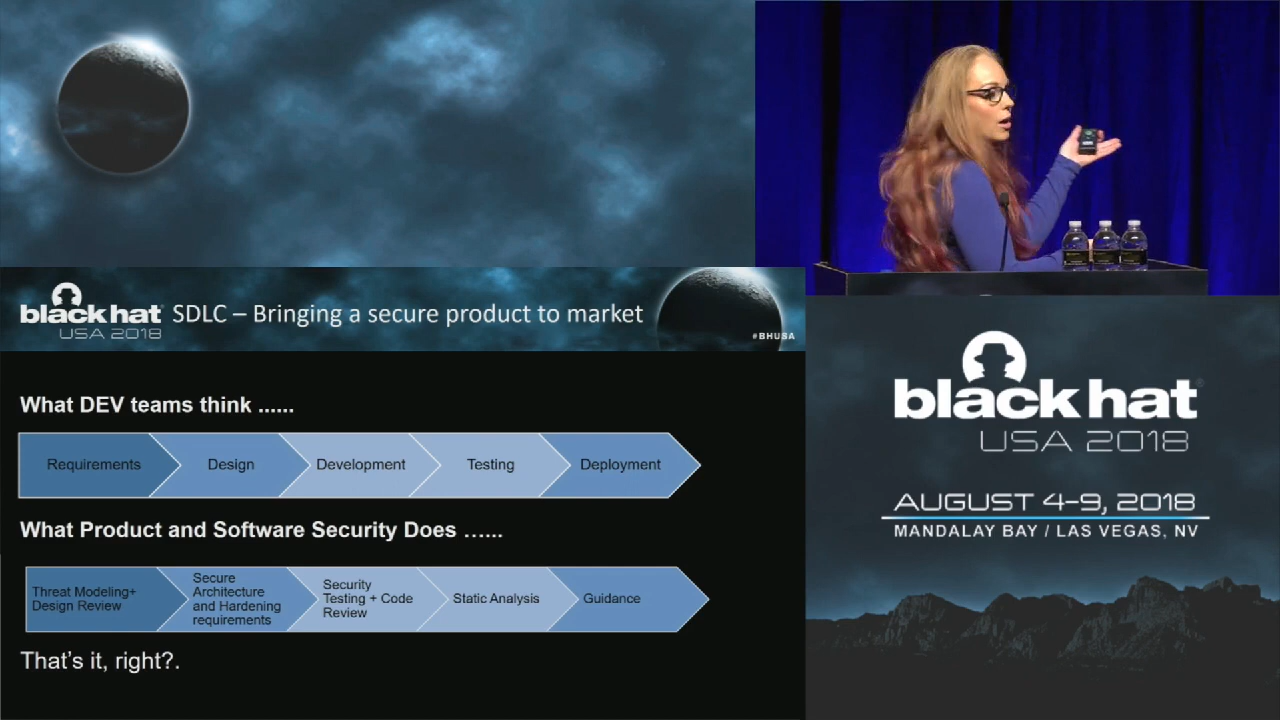 black hat
USA 2018
SDLC – Bringing a secure product to market
#BHUSA
What DEV teams think ......
Requirements
Design
Development
Testing
Deployment
What Product and Software Security Does …...
Threat Modeling+
Design Review
Secure
Architecture
and Hardening
requirements
Security
Testing + Code
Review
Static Analysis
Guidance
That's it, right?.
black hat
USA 2018
AUGUST 4–9, 2018
MANDALAY BAY / LAS VEGAS, NV